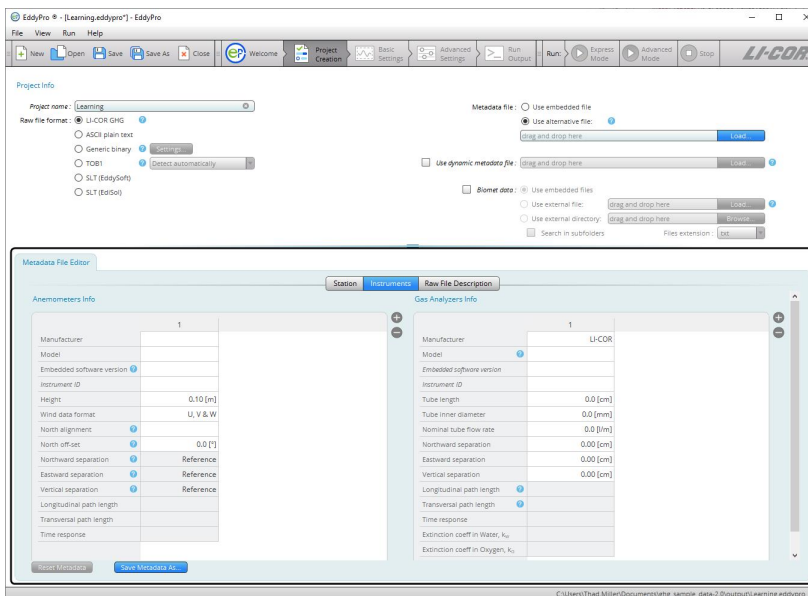 EddyPro ® - [Learning.eddypro*] - EddyPro
File View Run Help
New Open Save Save As Close Welcome Project Creation Basic Settings Advanced Settings Run Output Run: Express Mode Advanced Mode Stop LI-COR
Project Info
Project name : Learning
Raw file format : LI-COR GHG ?
ASCII plain text
Generic binary ? Settings...
TOB1 ? Detect automatically
SLT (EddySoft)
SLT (EdiSol)
Metadata file : Use embedded file
Use alternative file: ?
drag and drop here Load...
Use dynamic metadata file : drag and drop here Load... ?
Biomet data : Use embedded files
Use external file: drag and drop here Load... ?
Use external directory: drag and drop here Browse...
Search in subfolders Files extension : txt
Metadata File Editor
Station Instruments Raw File Description
Anemometers Info
1
Manufacturer
Model
Embedded software version ?
Instrument ID
Height 0.10 [m]
Wind data format U, V & W
North alignment ?
North off-set ? 0.0 [°]
Northward separation ? Reference
Eastward separation ? Reference
Vertical separation ? Reference
Longitudinal path length
Transversal path length
Time response
Reset Metadata Save Metadata As...
Gas Analyzers Info
1
Manufacturer LI-COR
Model ?
Embedded software version
Instrument ID
Tube length 0.0 [cm]
Tube inner diameter 0.0 [mm]
Nominal tube flow rate 0.0 [l/m]
Northward separation 0.00 [cm]
Eastward separation 0.00 [cm]
Vertical separation 0.00 [cm]
Longitudinal path length ?
Transversal path length ?
Time response
Extinction coeff in Water, kw
Extinction coeff in Oxygen, ko
C:\Users\Thad.Miller\Documents\ghg_sample_data-2.0\output\Learning.eddypro